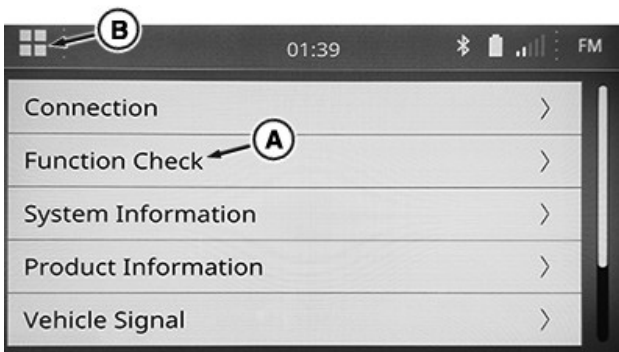 B
01:39
FM
Connection
A
Function Check
System Information
Product Information
Vehicle Signal